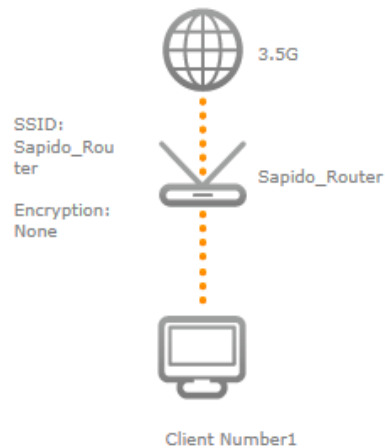 3.5G
SSID:
Sapido_Rou
ter
Sapido_Router
Encryption:
None
Client Number1